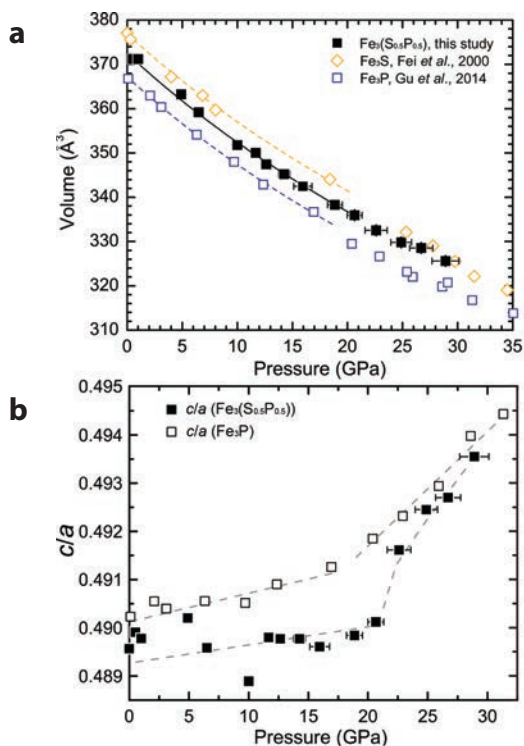 a
Fe₃(S₀.₅P₀.₅), this study
Fe₃S, Fei et al., 2000
Fe₃P, Gu et al., 2014
380
370
360
350
340
330
320
310
Volume (Å³)
0 5 10 15 20 25 30 35
Pressure (GPa)
b
c/a (Fe₃(S₀.₅P₀.₅))
c/a (Fe₃P)
0.495
0.494
0.493
0.492
0.491
0.490
0.489
c/a
0 5 10 15 20 25 30
Pressure (GPa)